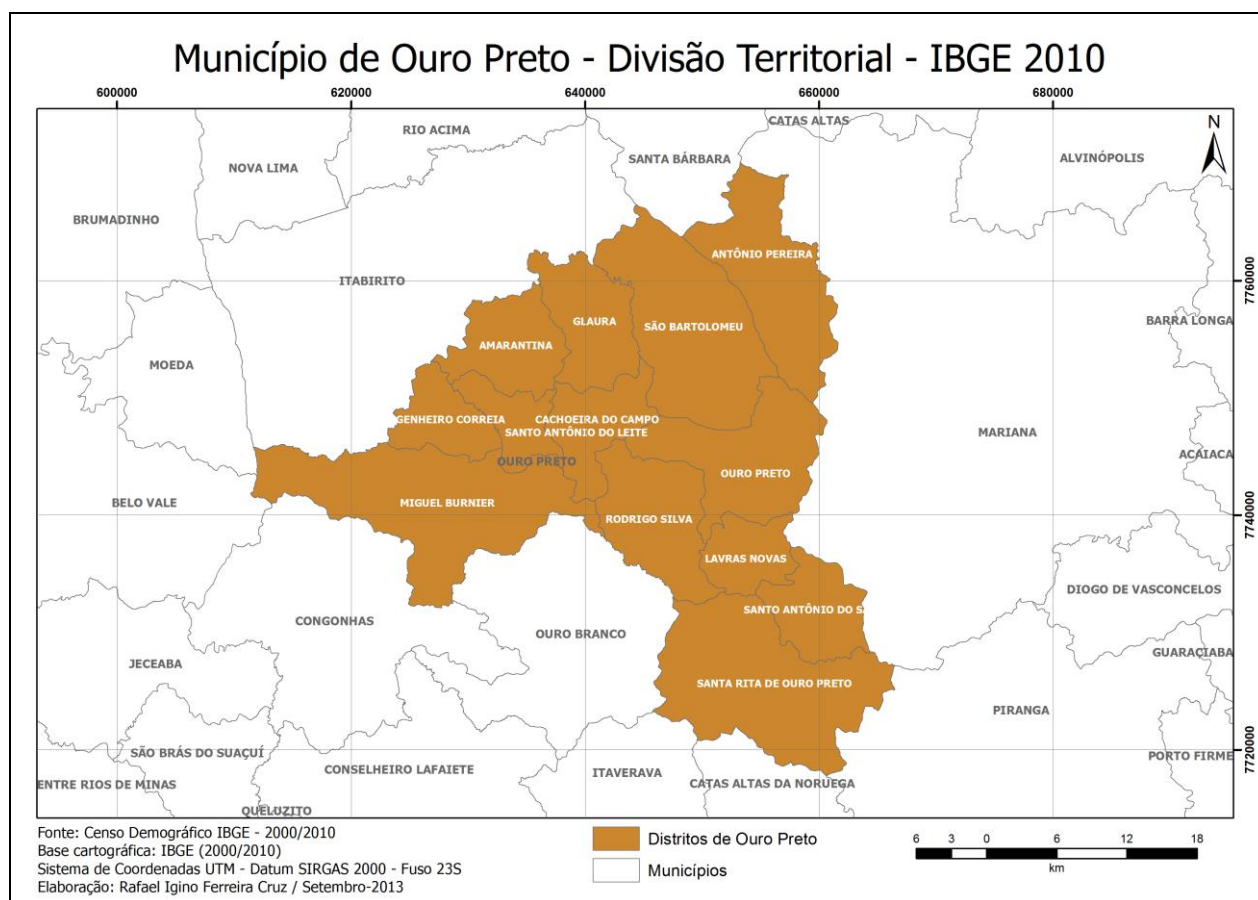 Município de Ouro Preto - Divisão Territorial - IBGE 2010
600000 620000 640000 660000 680000
CATAS ALTAS
RIO ACIMA
N
SANTA BÁRBARA
ALVINÓPOLIS
NOVA LIMA
BRUMADINHO
ANTÔNIO PEREIRA
ITABIRITO
7760000
GLAURA
BARRA LONGA
SÃO BARTOLOMEU
AMARANTINA
MOEDA
GENHEIRO CORREIA
CACHOEIRA DO CAMPO
SANTO ANTÔNIO DO LEITE
MARIANA
ACAIACA
OURO PRETO
OURO PRETO
BELO VALE
MIGUEL BURNIER
RODRIGO SILVA
7740000
LAVRAS NOVAS
DIOGO DE VASCONCELOS
SANTO ANTÔNIO DO SA
CONGONHAS
OURO BRANCO
GUARACIABA
JECEABA
SANTA RITA DE OURO PRETO
PIRANGA
SÃO BRÁS DO SUAÇUÍ
7720000
PORTO FIRME
CONSELHEIRO LAFAIETE
ITAVERAVA
ENTRE RIOS DE MINAS
CATAS ALTAS DA NORUEGA
QUELUZITO
Fonte: Censo Demográfico IBGE - 2000/2010
Base cartográfica: IBGE (2000/2010)
Sistema de Coordenadas UTM - Datum SIRGAS 2000 - Fuso 23S
Elaboração: Rafael Igino Ferreira Cruz / Setembro-2013
Distritos de Ouro Preto
Municípios
6 3 0 6 12 18
km